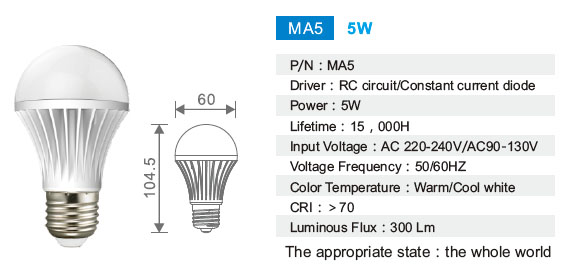 MA5 5W
60
104.5
P/N：MA5
Driver：RC circuit/Constant current diode
Power：5W
Lifetime：15，000H
Input Voltage：AC 220-240V/AC90-130V
Voltage Frequency：50/60HZ
Color Temperature：Warm/Cool white
CRI：＞70
Luminous Flux：300 Lm
The appropriate state：the whole world